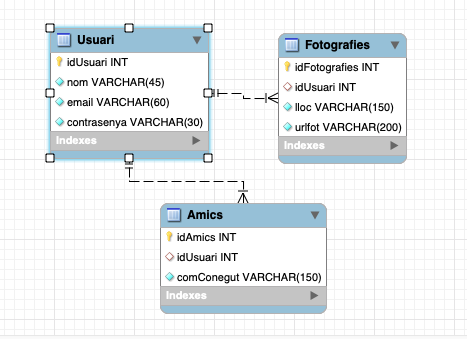 Usuari
idUsuari INT
nom VARCHAR(45)
email VARCHAR(60)
contrasenya VARCHAR(30)
Indexes
Fotografies
idFotografies INT
idUsuari INT
lloc VARCHAR(150)
urlfot VARCHAR(200)
Indexes
Amics
idAmics INT
idUsuari INT
comConegut VARCHAR(150)
Indexes